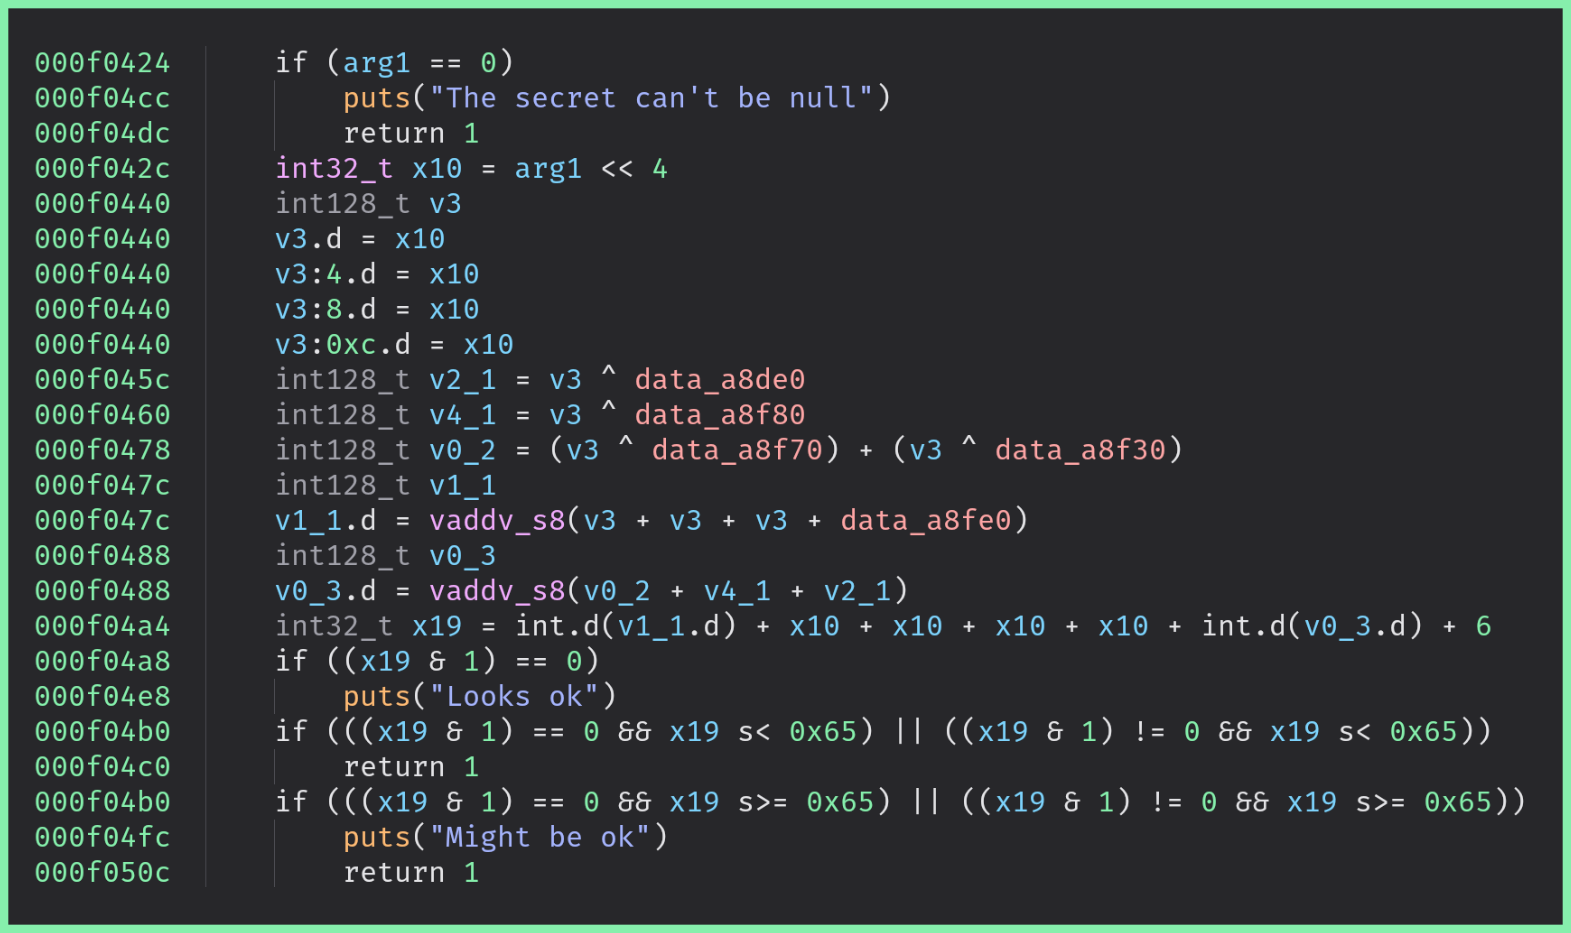 000f0424 if (arg1 == 0)
000f04cc puts("The secret can't be null")
000f04dc return 1
000f042c int32_t x10 = arg1 << 4
000f0440 int128_t v3
000f0440 v3.d = x10
000f0440 v3:4.d = x10
000f0440 v3:8.d = x10
000f0440 v3:0xc.d = x10
000f045c int128_t v2_1 = v3 ^ data_a8de0
000f0460 int128_t v4_1 = v3 ^ data_a8f80
000f0478 int128_t v0_2 = (v3 ^ data_a8f70) + (v3 ^ data_a8f30)
000f047c int128_t v1_1
000f047c v1_1.d = vaddv_s8(v3 + v3 + v3 + data_a8fe0)
000f0488 int128_t v0_3
000f0488 v0_3.d = vaddv_s8(v0_2 + v4_1 + v2_1)
000f04a4 int32_t x19 = int.d(v1_1.d) + x10 + x10 + x10 + x10 + int.d(v0_3.d) + 6
000f04a8 if ((x19 & 1) == 0)
000f04e8 puts("Looks ok")
000f04b0 if (((x19 & 1) == 0 && x19 s< 0x65) || ((x19 & 1) != 0 && x19 s< 0x65))
000f04c0 return 1
000f04b0 if (((x19 & 1) == 0 && x19 s>= 0x65) || ((x19 & 1) != 0 && x19 s>= 0x65))
000f04fc puts("Might be ok")
000f050c return 1